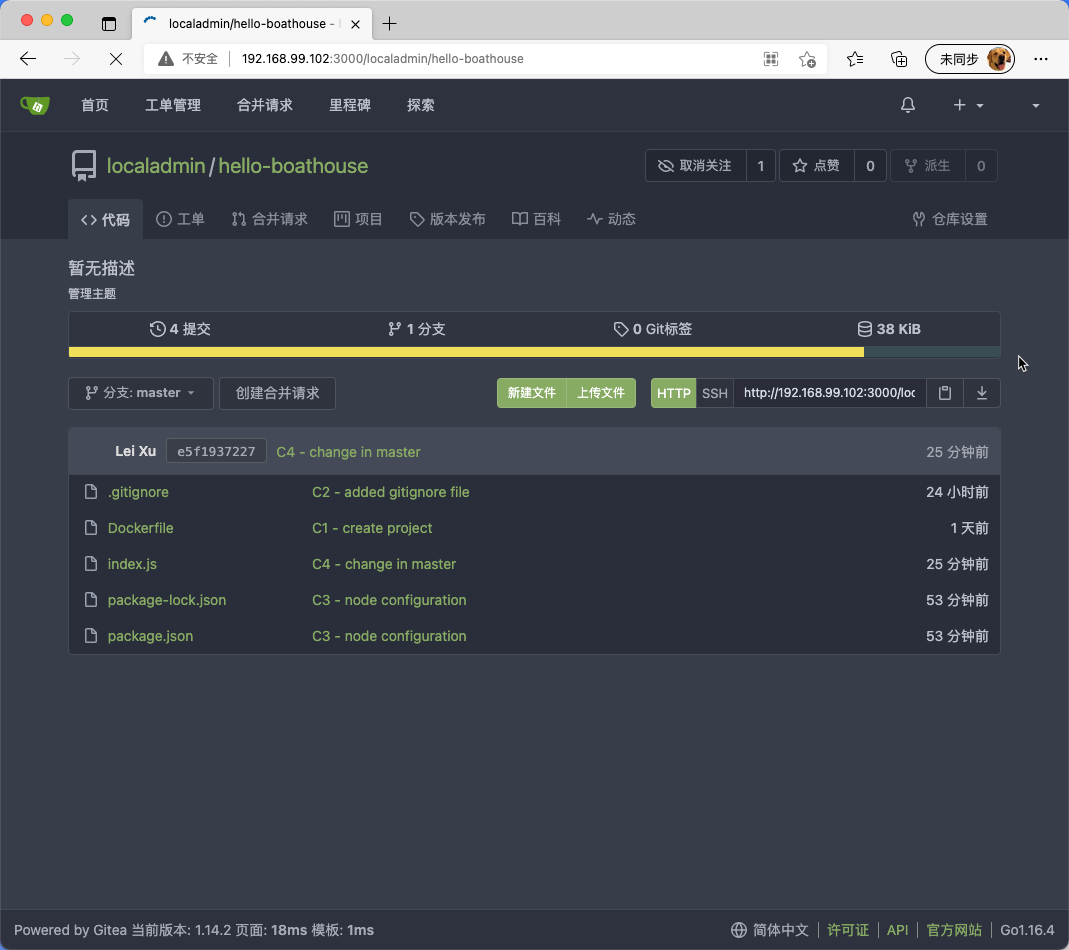 localadmin/hello-boathouse -
不安全 192.168.99.102:3000/localadmin/hello-boathouse 未同步
首页 工单管理 合并请求 里程碑 探索
localadmin/hello-boathouse 取消关注 1 点赞 0 派生 0
代码 工单 合并请求 项目 版本发布 百科 动态 仓库设置
暂无描述
管理主题
4 提交 1 分支 0 Git标签 38 KiB
分支: master 创建合并请求 新建文件 上传文件 HTTP SSH http://192.168.99.102:3000/loc
Lei Xu e5f1937227 C4 - change in master 25 分钟前
.gitignore C2 - added gitignore file 24 小时前
Dockerfile C1 - create project 1 天前
index.js C4 - change in master 25 分钟前
package-lock.json C3 - node configuration 53 分钟前
package.json C3 - node configuration 53 分钟前
Powered by Gitea 当前版本: 1.14.2 页面: 18ms 模板: 1ms 简体中文 许可证 API 官方网站 Go1.16.4